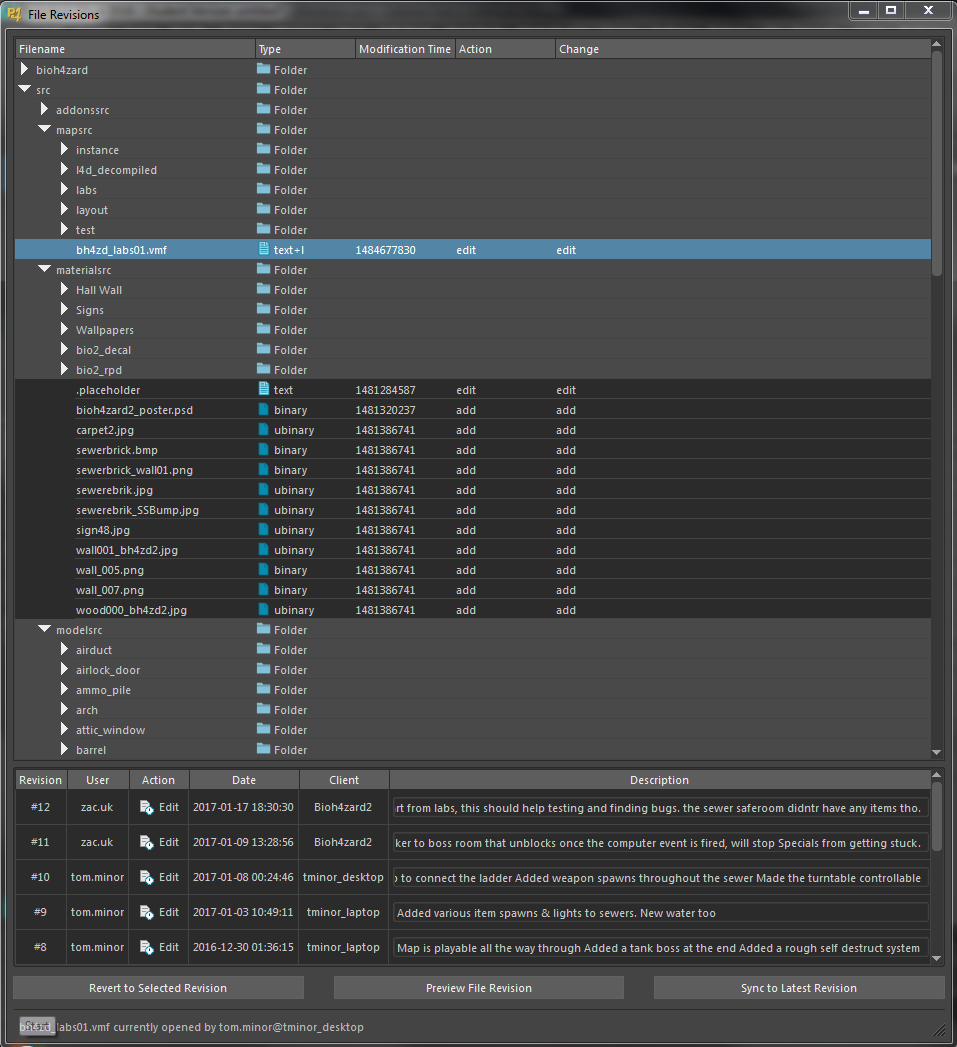 File Revisions
Filename Type Modification Time Action Change
bioh4zard Folder
src Folder
addonssrc Folder
mapsrc Folder
instance Folder
l4d_decompiled Folder
labs Folder
layout Folder
test Folder
bh4zd_labs01.vmf text+l 1484677830 edit edit
materialsrc Folder
Hall Wall Folder
Signs Folder
Wallpapers Folder
bio2_decal Folder
bio2_rpd Folder
.placeholder text 1481284587 edit edit
bioh4zard2_poster.psd binary 1481320237 add add
carpet2.jpg ubinary 1481386741 add add
sewerbrick.bmp binary 1481386741 add add
sewerbrick_wall01.png binary 1481386741 add add
sewerebrik.jpg ubinary 1481386741 add add
sewerebrik_SSBump.jpg ubinary 1481386741 add add
sign48.jpg ubinary 1481386741 add add
wall001_bh4zd2.jpg ubinary 1481386741 add add
wall_005.png binary 1481386741 add add
wall_007.png binary 1481386741 add add
wood000_bh4zd2.jpg ubinary 1481386741 add add
modelsrc Folder
airduct Folder
airlock_door Folder
ammo_pile Folder
arch Folder
attic_window Folder
barrel Folder
Revision User Action Date Client Description
#12 zac.uk Edit 2017-01-17 18:30:30 Bioh4zard2 rt from labs, this should help testing and finding bugs. the sewer saferoom didntr have any items tho.
#11 zac.uk Edit 2017-01-09 13:28:56 Bioh4zard2 ker to boss room that unblocks once the computer event is fired, will stop Specials from getting stuck.
#10 tom.minor Edit 2017-01-08 00:24:46 tminor_desktop to connect the ladder Added weapon spawns throughout the sewer Made the turntable controllable
#9 tom.minor Edit 2017-01-03 10:49:11 tminor_laptop Added various item spawns & lights to sewers. New water too
#8 tom.minor Edit 2016-12-30 01:36:15 tminor_laptop Map is playable all the way through Added a tank boss at the end Added a rough self destruct system
Revert to Selected Revision Preview File Revision Sync to Latest Revision
bh4zd_labs01.vmf currently opened by tom.minor@tminor_desktop